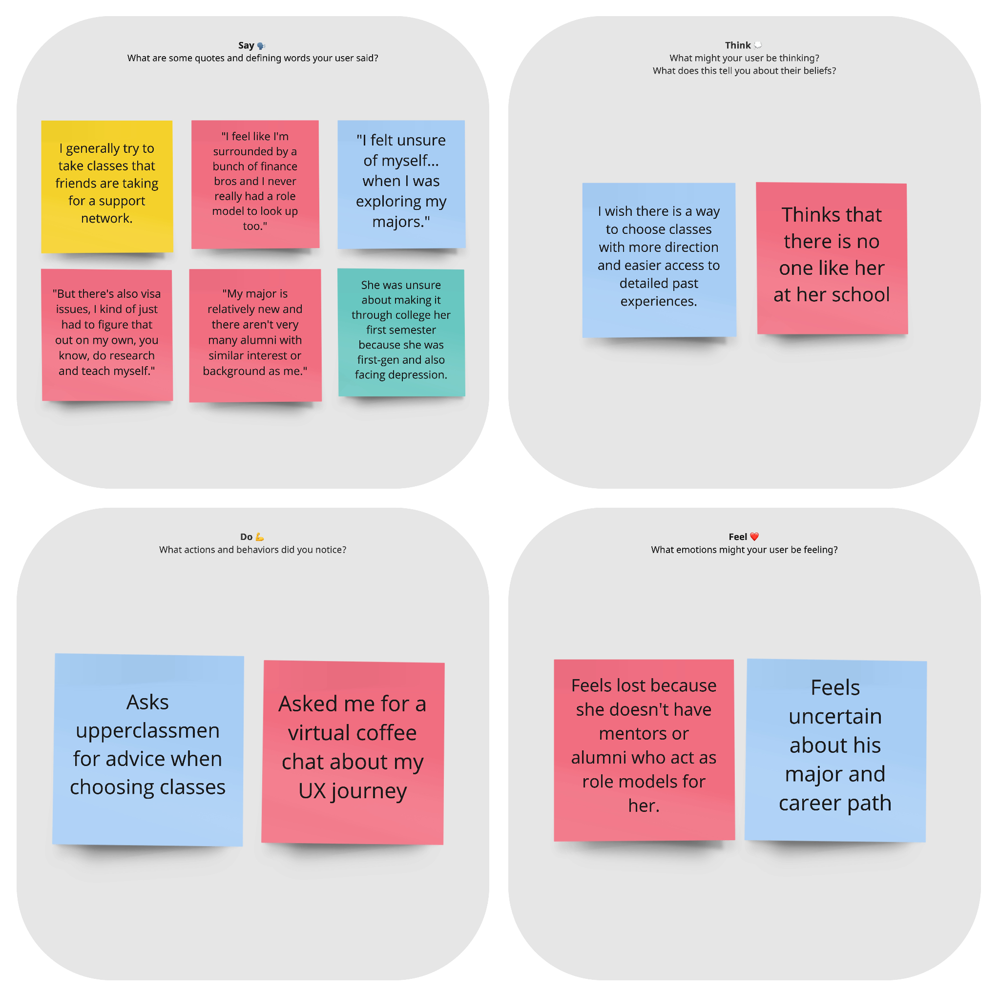 Say 🗣️
What are some quotes and defining words your user said?
I generally try to
take classes that
friends are taking
for a support
network.
"I feel like I'm
surrounded by a
bunch of finance
bros and I never
really had a role
model to look up
too."
"I felt unsure
of myself...
when I was
exploring my
majors."
"But there's also visa
issues, I kind of just
had to figure that
out on my own, you
know, do research
and teach myself."
"My major is
relatively new and
there aren't very
many alumni with
similar interest or
background as me."
She was unsure
about making it
through college her
first semester
because she was
first-gen and also
facing depression.
Think 💭
What might your user be thinking?
What does this tell you about their beliefs?
I wish there is a way
to choose classes
with more direction
and easier access to
detailed past
experiences.
Thinks that
there is no
one like her
at her school
Do 💪
What actions and behaviors did you notice?
Asks
upperclassmen
for advice when
choosing classes
Asked me for a
virtual coffee
chat about my
UX journey
Feel ❤️
What emotions might your user be feeling?
Feels lost because
she doesn't have
mentors or
alumni who act as
role models for
her.
Feels
uncertain
about his
major and
career path